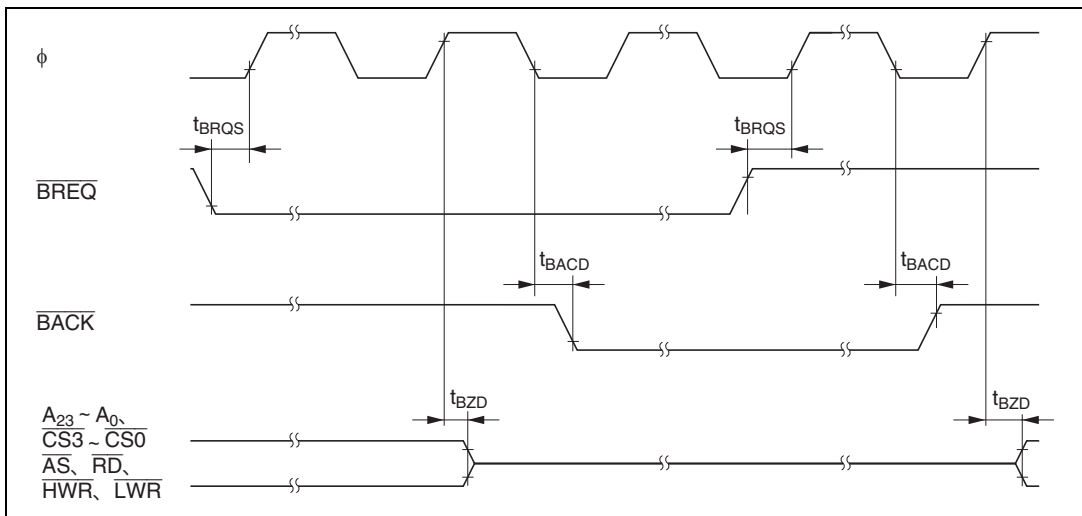 ϕ
tBRQS tBRQS
BREQ
tBACD tBACD
BACK
tBZD tBZD
A23 ~ A0、
CS3 ~ CS0
AS、RD、
HWR、LWR